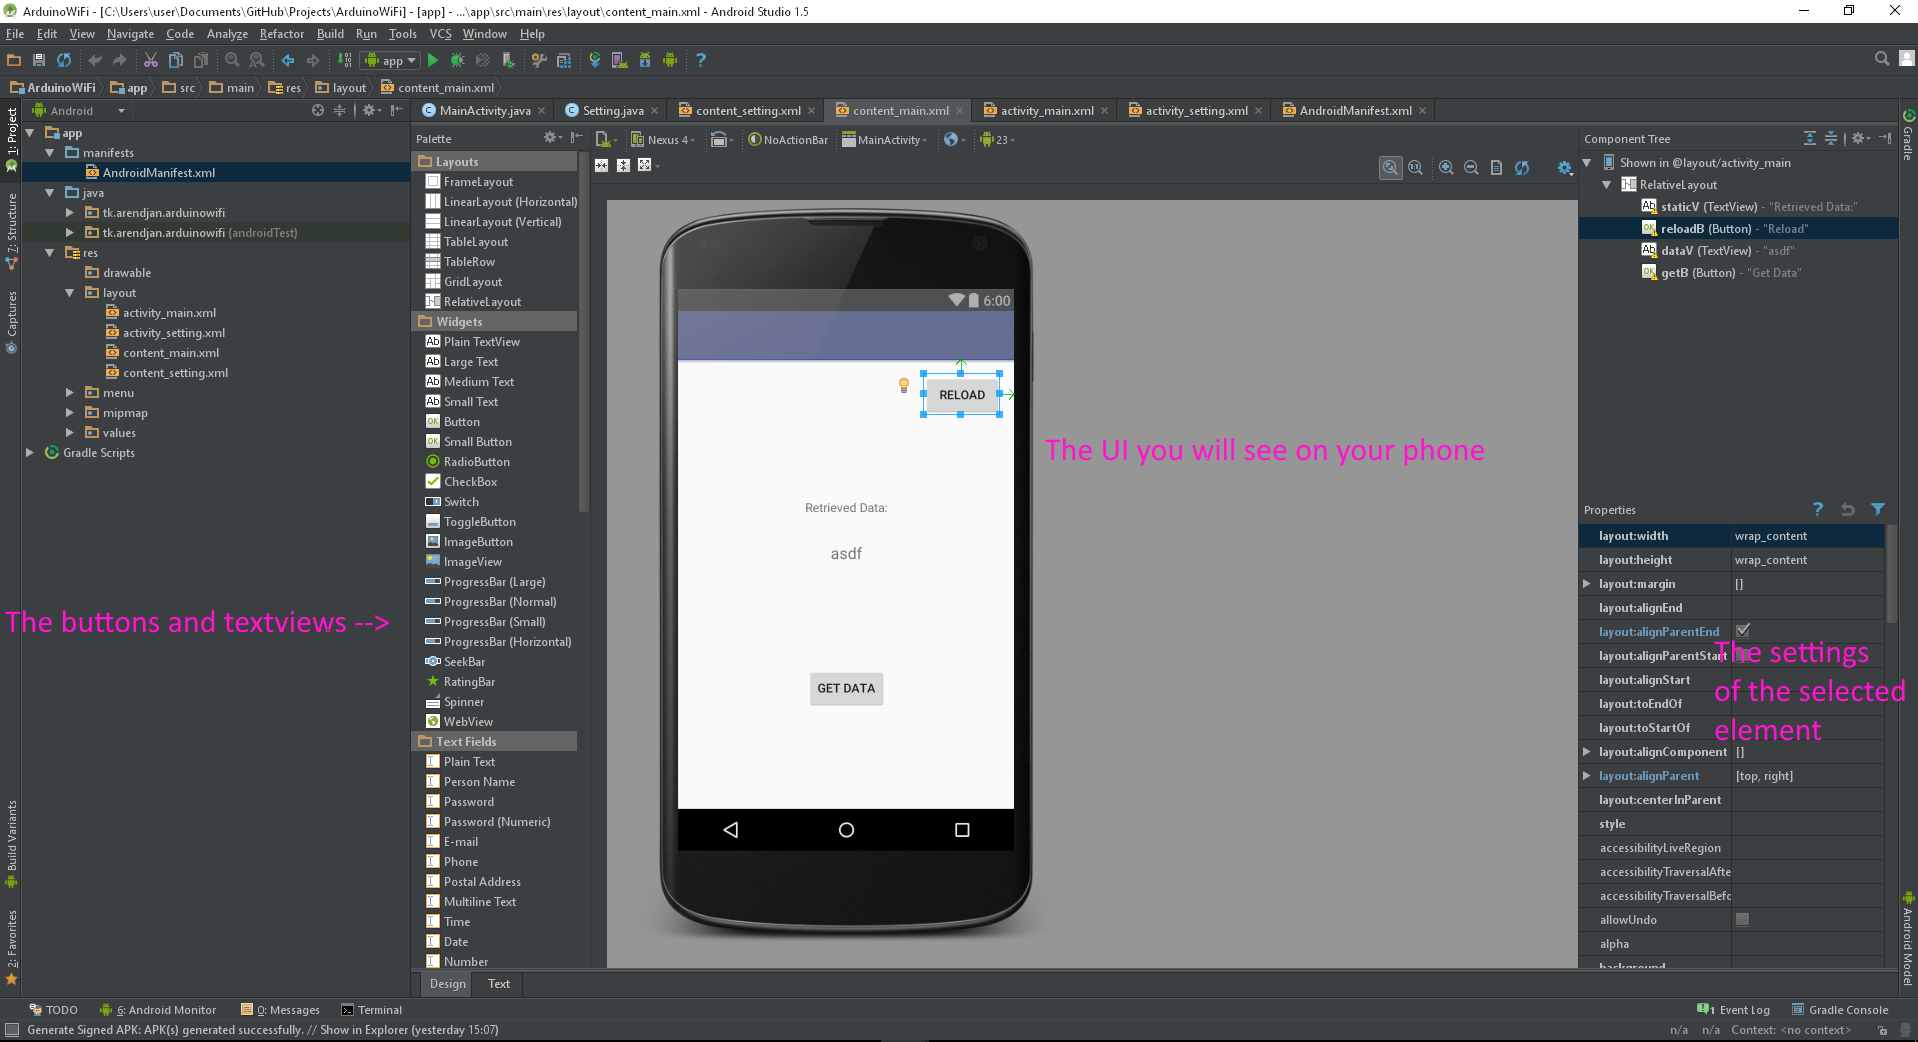 ArduinoWiFi - [C:\Users\user\Documents\GitHub\Projects\ArduinoWiFi] - [app] - ...\app\src\main\res\layout\content_main.xml - Android Studio 1.5
File Edit View Navigate Code Analyze Refactor Build Run Tools VCS Window Help
app
ArduinoWiFi app src main res layout content_main.xml
Android
MainActivity.java Setting.java content_setting.xml content_main.xml activity_main.xml activity_setting.xml AndroidManifest.xml
1: Project
7: Structure
Captures
Build Variants
2: Favorites
app
manifests
AndroidManifest.xml
java
tk.arendjan.arduinowifi
tk.arendjan.arduinowifi (androidTest)
res
drawable
layout
activity_main.xml
activity_setting.xml
content_main.xml
content_setting.xml
menu
mipmap
values
Gradle Scripts
The buttons and textviews -->
Palette
Layouts
FrameLayout
LinearLayout (Horizontal)
LinearLayout (Vertical)
TableLayout
TableRow
GridLayout
RelativeLayout
Widgets
Plain TextView
Large Text
Medium Text
Small Text
Button
Small Button
RadioButton
CheckBox
Switch
ToggleButton
ImageButton
ImageView
ProgressBar (Large)
ProgressBar (Normal)
ProgressBar (Small)
ProgressBar (Horizontal)
SeekBar
RatingBar
Spinner
WebView
Text Fields
Plain Text
Person Name
Password
Password (Numeric)
E-mail
Phone
Postal Address
Multiline Text
Time
Date
Number
Nexus 4 NoActionBar MainActivity 23
6:00
RELOAD
Retrieved Data:
asdf
GET DATA
The UI you will see on your phone
Design Text
Component Tree
Shown in @layout/activity_main
RelativeLayout
staticV (TextView) - "Retrieved Data:"
reloadB (Button) - "Reload"
dataV (TextView) - "asdf"
getB (Button) - "Get Data"
Properties
layout:width wrap_content
layout:height wrap_content
layout:margin []
layout:alignEnd
layout:alignParentEnd
layout:alignParentStart
layout:alignStart
layout:toEndOf
layout:toStartOf
layout:alignComponent []
layout:alignParent [top, right]
layout:centerInParent
style
accessibilityLiveRegion
accessibilityTraversalAfte
accessibilityTraversalBefo
allowUndo
alpha
background
The settings
of the selected
element
Gradle
Android Model
TODO 6: Android Monitor 0: Messages Terminal 1 Event Log Gradle Console
Generate Signed APK: APK(s) generated successfully. // Show in Explorer (yesterday 15:07) n/a n/a Context: <no context>